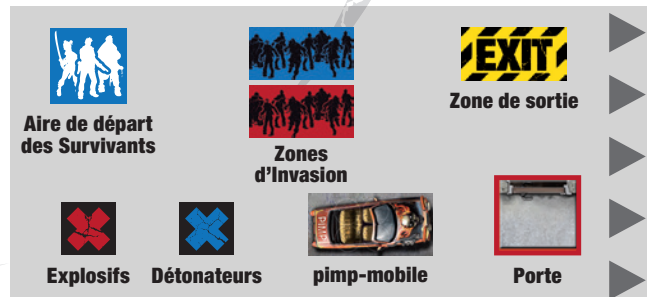 EXIT
Aire de départ
des Survivants
Zones
d'Invasion
Zone de sortie
Explosifs
Détonateurs
pimp-mobile
Porte